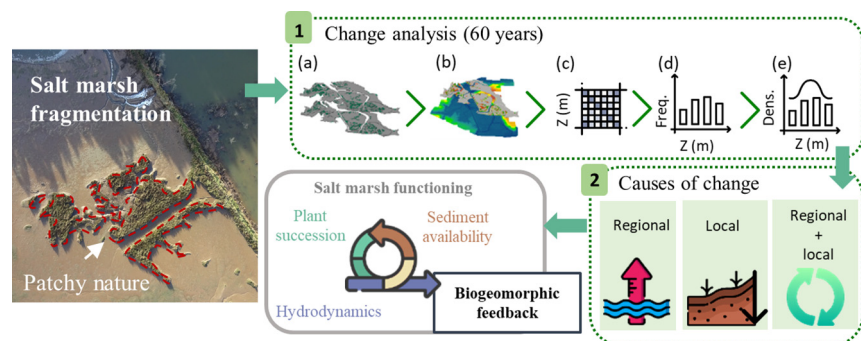 Salt marsh
fragmentation
Patchy nature
1 Change analysis (60 years)
(a)
(b)
(c)
Z (m)
(d)
Freq.
Z (m)
(e)
Dens.
Z (m)
2 Causes of change
Regional
Local
Regional
+
local
Salt marsh functioning
Plant
succession
Sediment
availability
Hydrodynamics
Biogeomorphic
feedback